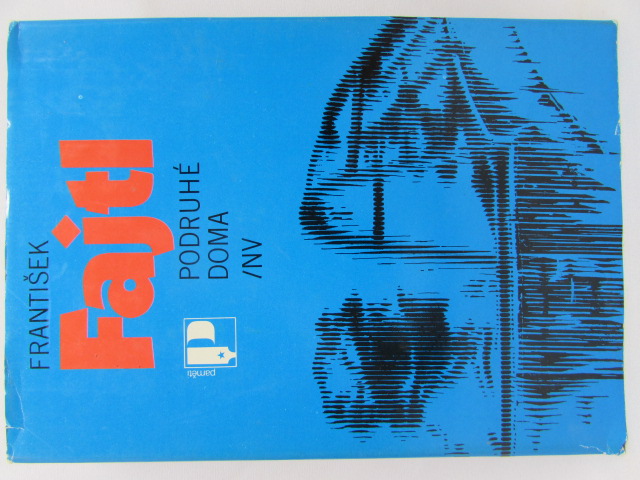 FRANTIŠEK
Fajtl
PODRUHÉ
DOMA
/NV
paměti